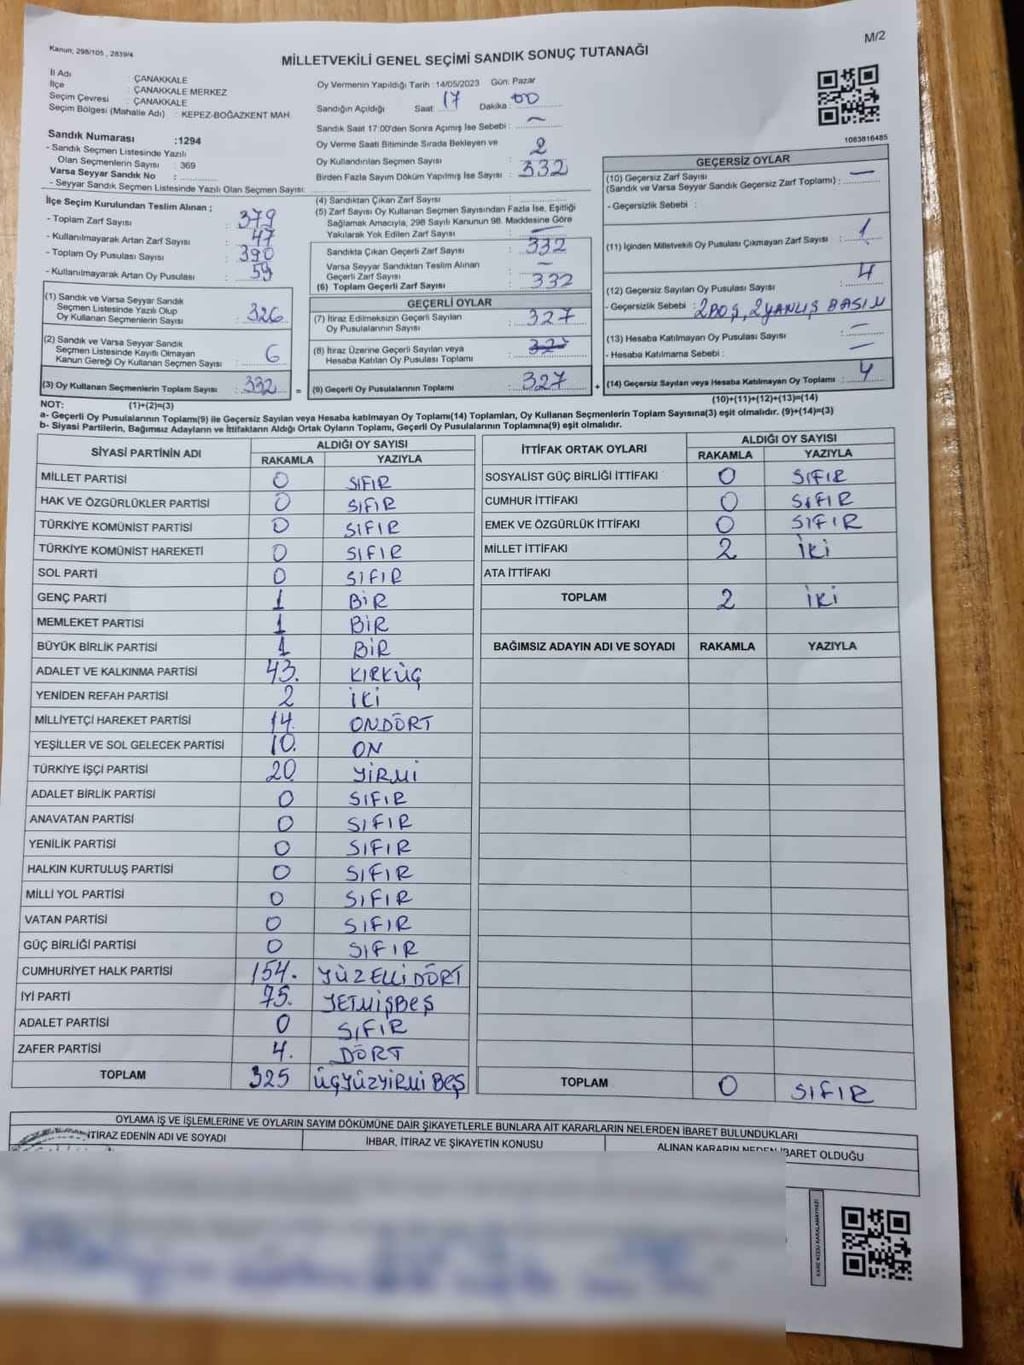 Kanun; 298/105, 2839/4
M/2
MİLLETVEKİLİ GENEL SEÇİMİ SANDIK SONUÇ TUTANAĞI
İl Adı : ÇANAKKALE
İlçe : ÇANAKKALE MERKEZ
Seçim Çevresi : ÇANAKKALE
Seçim Bölgesi (Mahalle Adı) : KEPEZ-BOĞAZKENT MAH.
Sandık Numarası :1294
- Sandık Seçmen Listesinde Yazılı
Olan Seçmenlerin Sayısı : 369
Varsa Seyyar Sandık No :
- Seyyar Sandık Seçmen Listesinde Yazılı Olan Seçmen Sayısı:
Oy Vermenin Yapıldığı Tarih :14/05/2023 Gün: Pazar
Sandığın Açıldığı Saat : 17 Dakika : 00
Sandık Saat 17:00'den Sonra Açımış İse Sebebi : -
Oy Verme Saati Bitiminde Sırada Bekleyen ve
Oy Kullandırılan Seçmen Sayısı : 2
Birden Fazla Sayım Döküm Yapılmış İse Sayısı : 332
1083816485
İlçe Seçim Kurulundan Teslim Alınan ;
- Toplam Zarf Sayısı : 379
- Kullanılmayarak Artan Zarf Sayısı : 47
- Toplam Oy Pusulası Sayısı : 390
- Kullanılmayarak Artan Oy Pusulası : 59
(1) Sandık ve Varsa Seyyar Sandık
Seçmen Listesinde Yazılı Olup
Oy Kullanan Seçmenlerin Sayısı : 326
(2) Sandık ve Varsa Seyyar Sandık
Seçmen Listesinde Kayıtlı Olmayan
Kanun Gereği Oy Kullanan Seçmen Sayısı : 6
(3) Oy Kullanan Seçmenlerin Toplam Sayısı : 332 =
(4) Sandıktan Çıkan Zarf Sayısı :
(5) Zarf Sayısı Oy Kullanan Seçmen Sayısından Fazla İse, Eşitliği
Sağlamak Amacıyla, 298 Sayılı Kanunun 98. Maddesine Göre
Yakılarak Yok Edilen Zarf Sayısı : -
Sandıkta Çıkan Geçerli Zarf Sayısı : 332
Varsa Seyyar Sandıktan Teslim Alınan
Geçerli Zarf Sayısı : -
(6) Toplam Geçerli Zarf Sayısı : 332
GEÇERLİ OYLAR
(7) İtiraz Edilmeksizin Geçerli Sayılan
Oy Pusulasının Sayısı : 327
(8) İtiraz Üzerine Geçerli Sayılan veya
Hesaba Katılan Oy Pusulası Toplamı : 327
(9) Geçerli Oy Pusulalarının Toplamı : 327 +
GEÇERSİZ OYLAR
(10) Geçersiz Zarf Sayısı
(Sandık ve Varsa Seyyar Sandık Geçersiz Zarf Toplamı) : -
- Geçersizlik Sebebi :
(11) İçinden Milletvekili Oy Pusulası Çıkmayan Zarf Sayısı : 1
(12) Geçersiz Sayılan Oy Pusulası Sayısı : 4
- Geçersizlik Sebebi : 2 BOŞ, 2 YANLIŞ BASIM
(13) Hesaba Katılmayan Oy Pusulası Sayısı : -
- Hesaba Katılmama Sebebi : -
(14) Geçersiz Sayılan veya Hesaba Katılmayan Oy Toplamı : 4
NOT: (1)+(2)=(3) (10)+(11)+(12)+(13)=(14)
a- Geçerli Oy Pusulalarının Toplamı(9) ile Geçersiz Sayılan veya Hesaba katılmayan Oy Toplamı(14) Toplamları, Oy Kullanan Seçmenlerin Toplam Sayısına(3) eşit olmalıdır. (9)+(14)=(3)
b- Siyasi Partilerin, Bağımsız Adayların ve İttifakların Aldığı Ortak Oyların Toplamı, Geçerli Oy Pusulalarının Toplamına(9) eşit olmalıdır.
SİYASİ PARTİNİN ADI ALDIĞI OY SAYISI
RAKAMLA YAZIYLA
MİLLET PARTİSİ 0 SIFIR
HAK VE ÖZGÜRLÜKLER PARTİSİ 0 SIFIR
TÜRKİYE KOMÜNİST PARTİSİ 0 SIFIR
TÜRKİYE KOMÜNİST HAREKETİ 0 SIFIR
SOL PARTİ 0 SIFIR
GENÇ PARTİ 1 BİR
MEMLEKET PARTİSİ 1 BİR
BÜYÜK BİRLİK PARTİSİ 1 BİR
ADALET VE KALKINMA PARTİSİ 43. KIRKÜÇ
YENİDEN REFAH PARTİSİ 2 İKİ
MİLLİYETÇİ HAREKET PARTİSİ 14. ONDÖRT
YEŞİLLER VE SOL GELECEK PARTİSİ 10. ON
TÜRKİYE İŞÇİ PARTİSİ 20 YİRMİ
ADALET BİRLİK PARTİSİ 0 SIFIR
ANAVATAN PARTİSİ 0 SIFIR
YENİLİK PARTİSİ 0 SIFIR
HALKIN KURTULUŞ PARTİSİ 0 SIFIR
MİLLİ YOL PARTİSİ 0 SIFIR
VATAN PARTİSİ 0 SIFIR
GÜÇ BİRLİĞİ PARTİSİ 0 SIFIR
CUMHURİYET HALK PARTİSİ 154. YÜZELLİDÖRT
İYİ PARTİ 75. YETMİŞBEŞ
ADALET PARTİSİ 0 SIFIR
ZAFER PARTİSİ 4. DÖRT
TOPLAM 325 ÜÇYÜZYİRMİ BEŞ
İTTİFAK ORTAK OYLARI ALDIĞI OY SAYISI
RAKAMLA YAZIYLA
SOSYALİST GÜÇ BİRLİĞİ İTTİFAKI 0 SIFIR
CUMHUR İTTİFAKI 0 SIFIR
EMEK VE ÖZGÜRLÜK İTTİFAKI 0 SIFIR
MİLLET İTTİFAKI 2 İKİ
ATA İTTİFAKI
TOPLAM 2 İKİ
BAĞIMSIZ ADAYIN ADI VE SOYADI RAKAMLA YAZIYLA
TOPLAM 0 SIFIR
OYLAMA İŞ VE İŞLEMLERİNE VE OYLARIN SAYIM DÖKÜMÜNE DAİR ŞİKAYETLERLE BUNLARA AİT KARARLARIN NELERDEN İBARET BULUNDUKLARI
İTİRAZ EDENİN ADI VE SOYADI İHBAR, İTİRAZ VE ŞİKAYETİN KONUSU ALINAN KARARIN NEDEN İBARET OLDUĞU